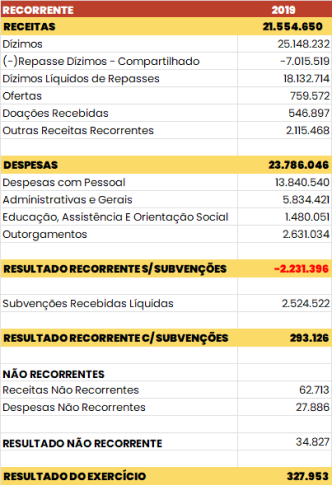 RECORRENTE 2019
RECEITAS 21.554.650
Dízimos 25.148.232
(-)Repasse Dízimos - Compartilhado -7.015.519
Dízimos Líquidos de Repasses 18.132.714
Ofertas 759.572
Doações Recebidas 546.897
Outras Receitas Recorrentes 2.115.468
DESPESAS 23.786.046
Despesas com Pessoal 13.840.540
Administrativas e Gerais 5.834.421
Educação, Assistência E Orientação Social 1.480.051
Outorgamentos 2.631.034
RESULTADO RECORRENTE S/SUBVENÇÕES -2.231.396
Subvenções Recebidas Líquidas 2.524.522
RESULTADO RECORRENTE C/SUBVENÇÕES 293.126
NÃO RECORRENTES
Receitas Não Recorrentes 62.713
Despesas Não Recorrentes 27.886
RESULTADO NÃO RECORRENTE 34.827
RESULTADO DO EXERCÍCIO 327.953